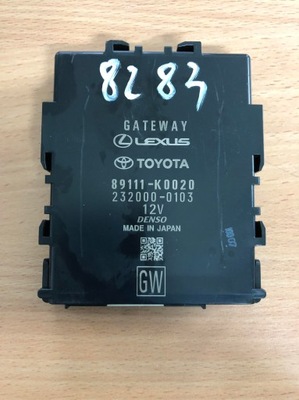 8283
GATEWAY
LEXUS
TOYOTA
89111-K0020
232000-0103
12V
DENSO
MADE IN JAPAN
GW